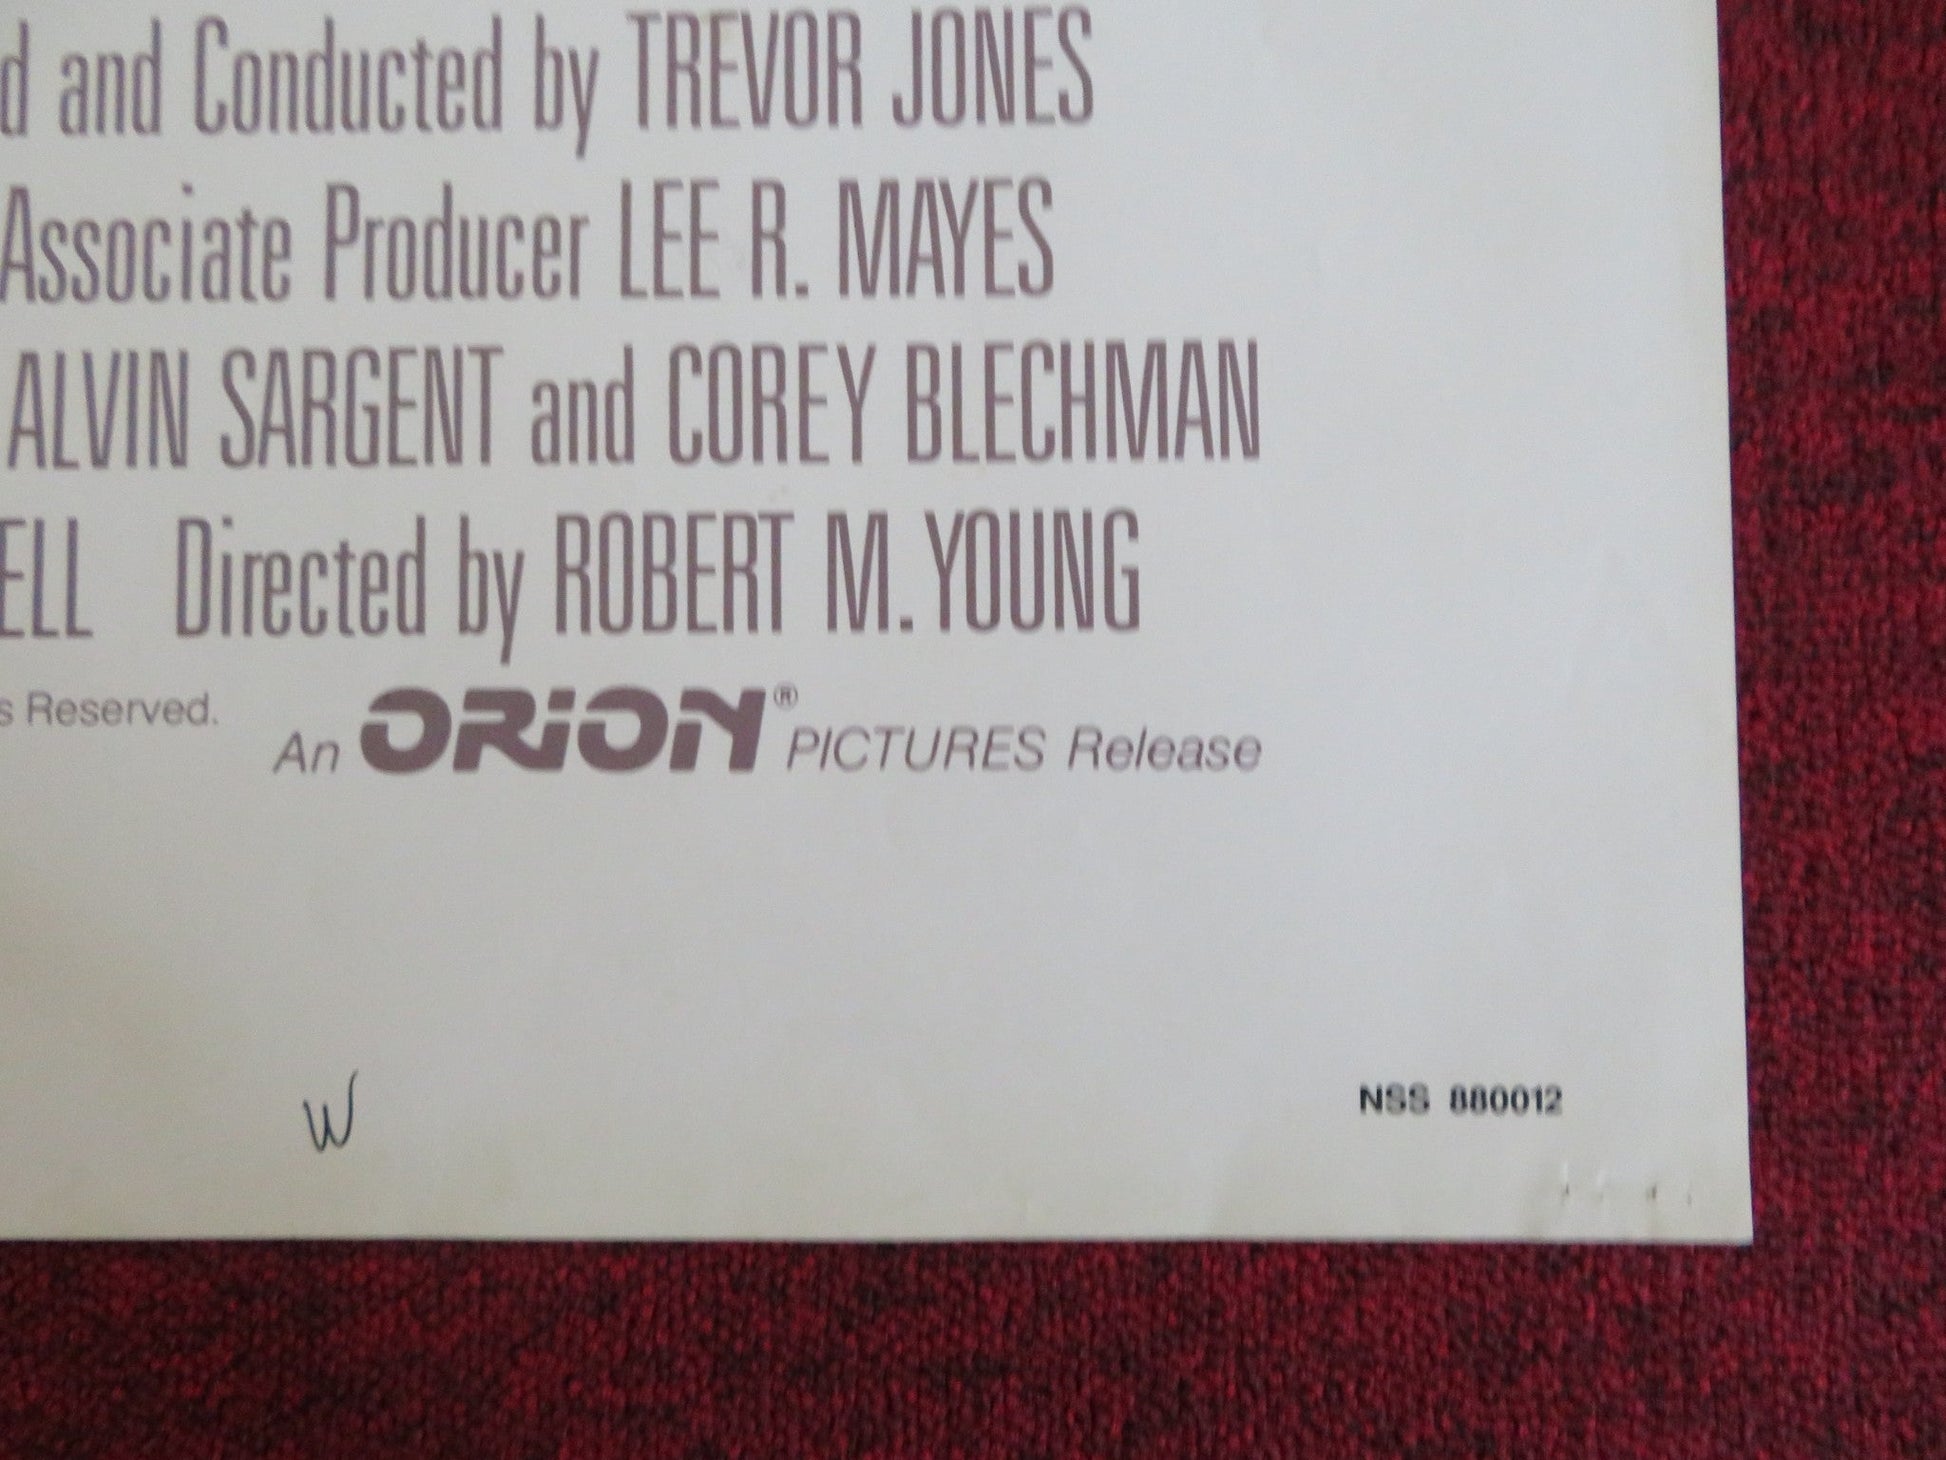 d and Conducted by TREVOR JONES
Associate Producer LEE R. MAYES
ALVIN SARGENT and COREY BLECHMAN
ELL Directed by ROBERT M. YOUNG
s Reserved.
An ORION® PICTURES Release
W
NSS 880012